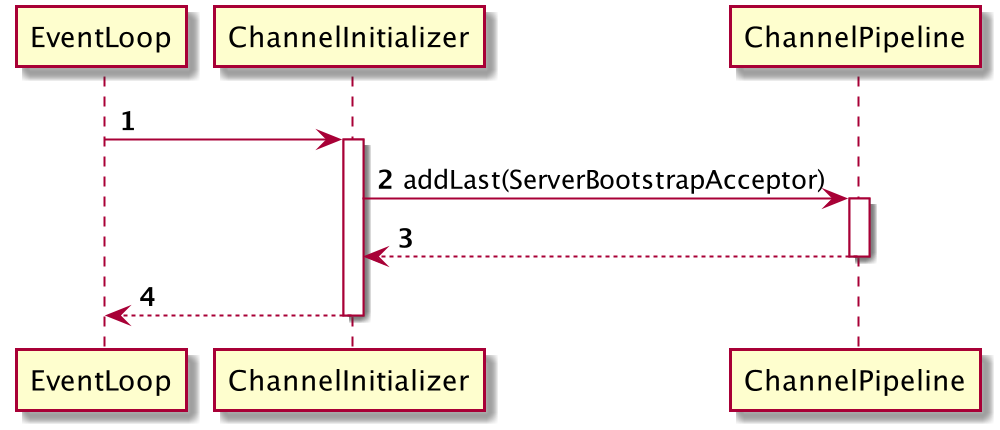 EventLoop ChannelInitializer ChannelPipeline
1
2 addLast(ServerBootstrapAcceptor)
3
4
EventLoop ChannelInitializer ChannelPipeline